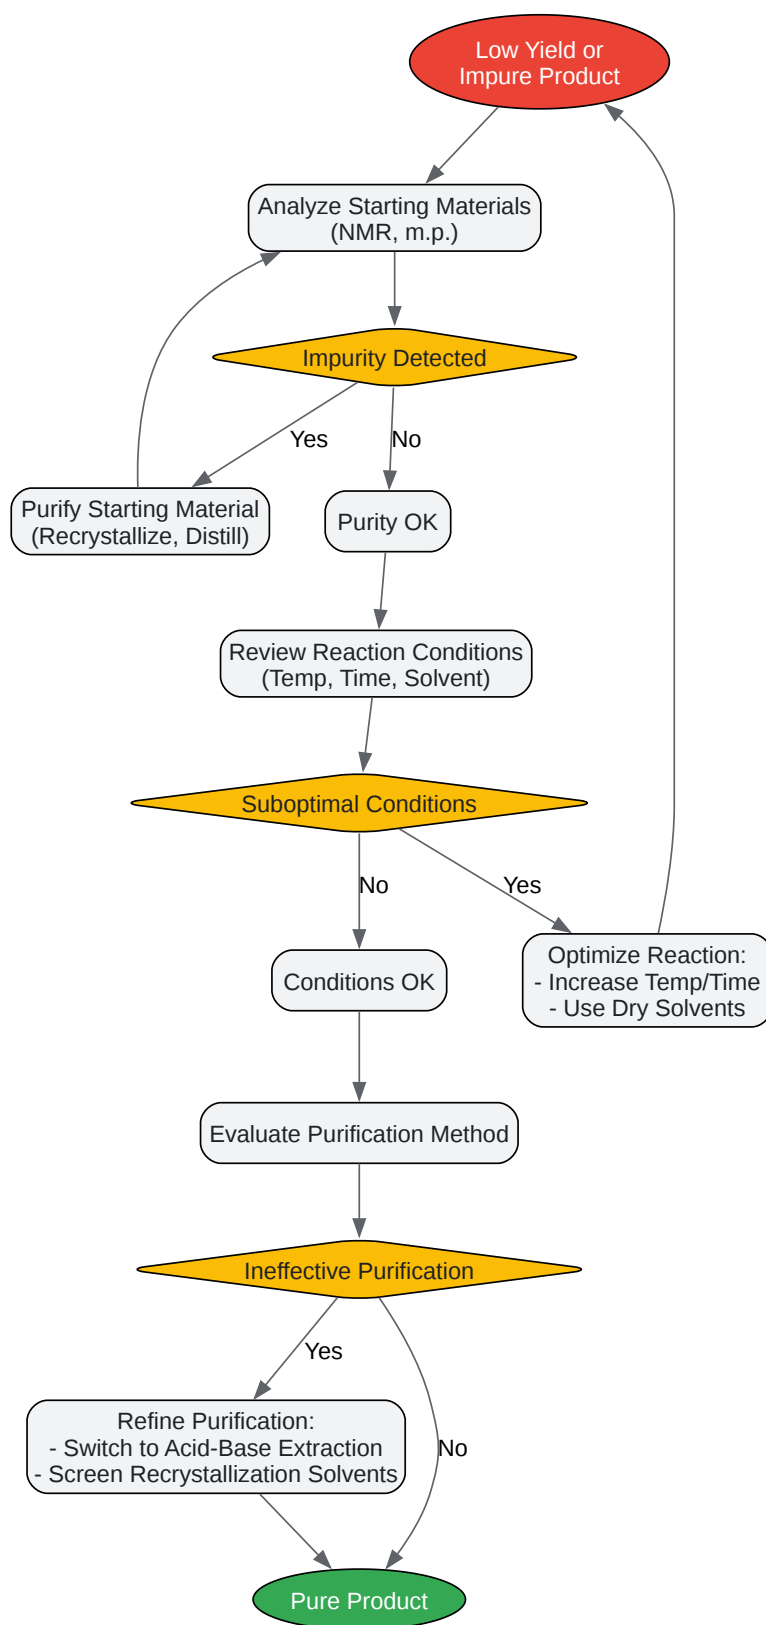 Low Yield or
Impure Product
Analyze Starting Materials
(NMR, m.p.)
Impurity Detected
Yes
No
Purify Starting Material
(Recrystallize, Distill)
Purity OK
Review Reaction Conditions
(Temp, Time, Solvent)
Suboptimal Conditions
No
Yes
Conditions OK
Optimize Reaction:
- Increase Temp/Time
- Use Dry Solvents
Evaluate Purification Method
Ineffective Purification
Yes
Refine Purification:
- Switch to Acid-Base Extraction
- Screen Recrystallization Solvents
No
Pure Product